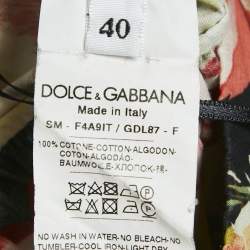 40
DOLCE & GABBANA
Made in Italy
SM - F4A9IT / GDL87 - F
100% COTONE-COTTON-ALGODON-
COTON-ALGODÃO-
BAUMWOLLE-ХЛОПОК-棉-
NO WASH IN WATER-NO BLEACH-NO
TUMBLER-COOL IRON-LIGHT DRY